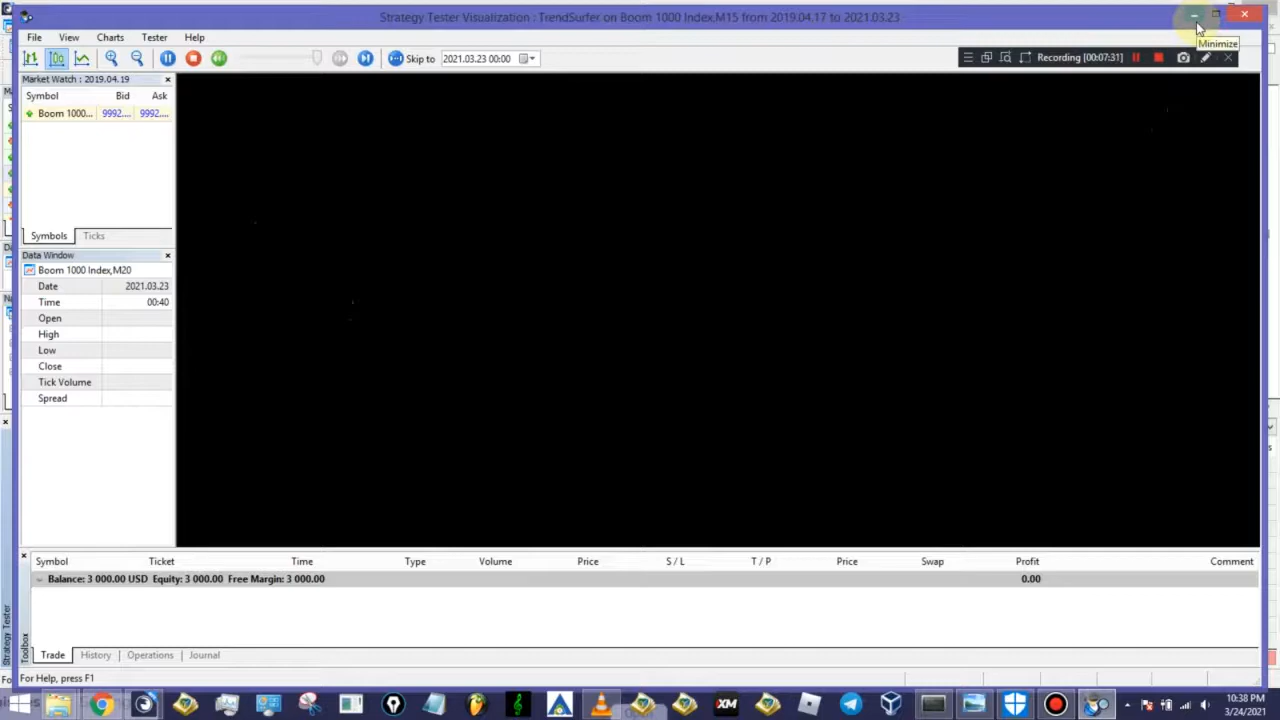 Strategy Tester Visualization : TrendSurfer on Boom 1000 Index,M15 from 2019.04.17 to 2021.03.23
File View Charts Tester Help
Minimize
Skip to 2021.03.23 00:00
Recording [00:07:31]
Market Watch : 2019.04.19
Symbol Bid Ask
Boom 1000... 9992.... 9992....
Symbols Ticks
Data Window
Boom 1000 Index,M20
Date 2021.03.23
Time 00:40
Open
High
Low
Close
Tick Volume
Spread
Symbol Ticket Time Type Volume Price S / L T / P Price Swap Profit Comment
Balance: 3 000.00 USD Equity: 3 000.00 Free Margin: 3 000.00 0.00
Trade History Operations Journal
Toolbox
Strategy Tester
For Help, press F1
XM
10:38 PM
3/24/2021